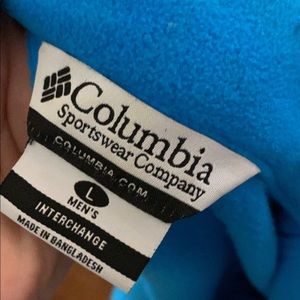 Columbia
Sportswear Company
COLUMBIA.COM
L
MEN'S
INTERCHANGE
MADE IN BANGLADESH